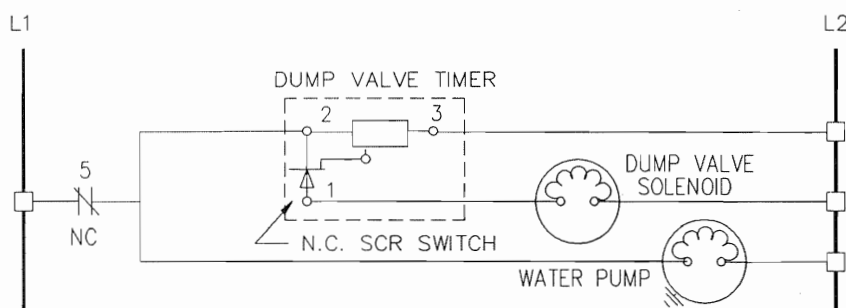 L1
L2
DUMP VALVE TIMER
2
3
5
DUMP VALVE
SOLENOID
1
NC
N.C. SCR SWITCH
WATER PUMP